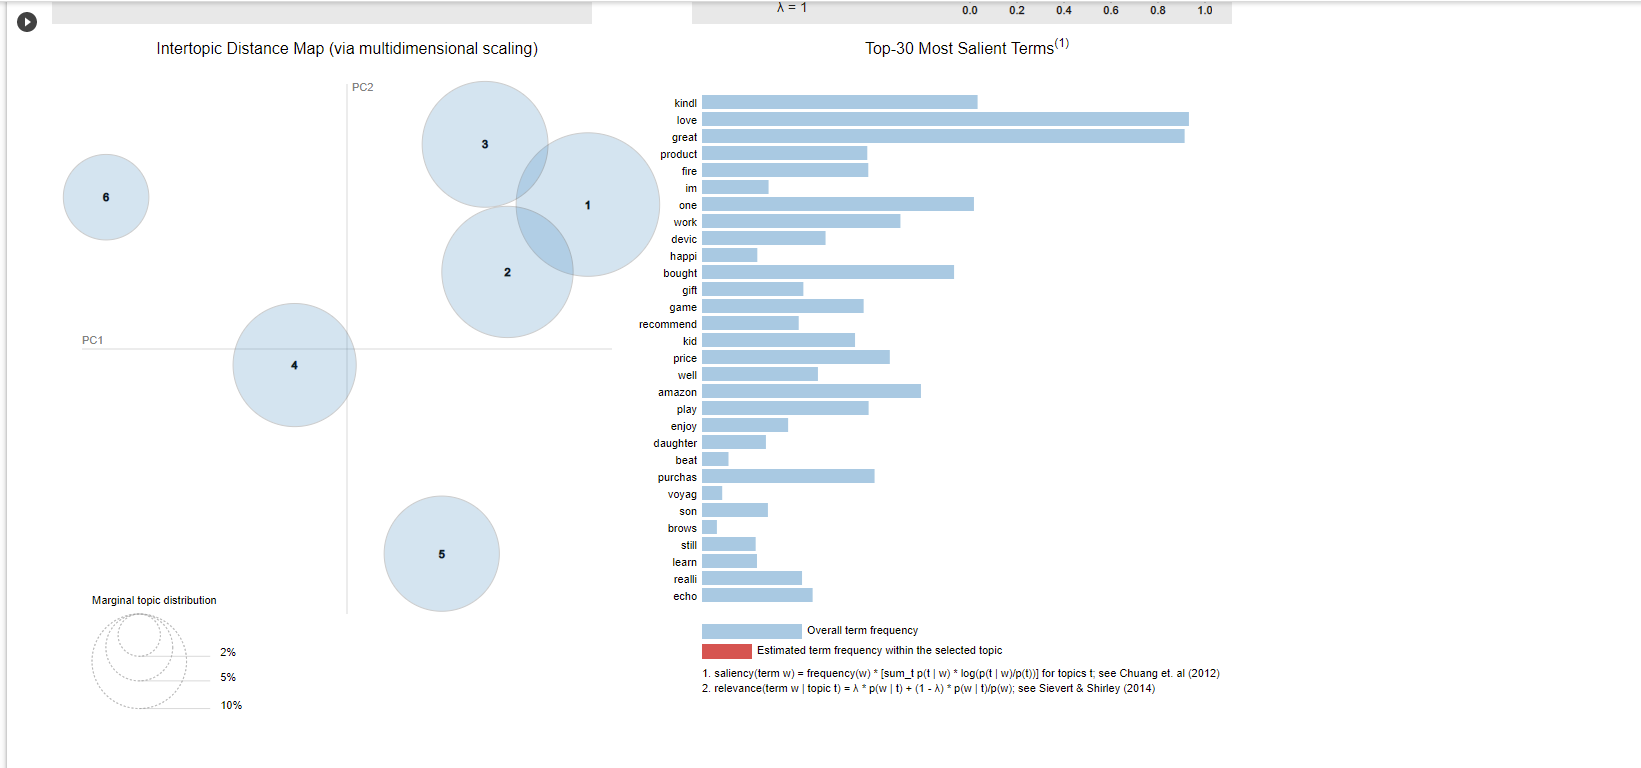 λ = 1
0.0 0.2 0.4 0.6 0.8 1.0
Intertopic Distance Map (via multidimensional scaling)
Top-30 Most Salient Terms(1)
PC2
3
1
6
2
PC1
4
5
kindl
love
great
product
fire
im
one
work
devic
happi
bought
gift
game
recommend
kid
price
well
amazon
play
enjoy
daughter
beat
purchas
voyag
son
brows
still
learn
realli
echo
Marginal topic distribution
2%
5%
10%
Overall term frequency
Estimated term frequency within the selected topic
1. saliency(term w) = frequency(w) * [sum_t p(t | w) * log(p(t | w)/p(t))] for topics t; see Chuang et. al (2012)
2. relevance(term w | topic t) = λ * p(w | t) + (1 - λ) * p(w | t)/p(w); see Sievert & Shirley (2014)